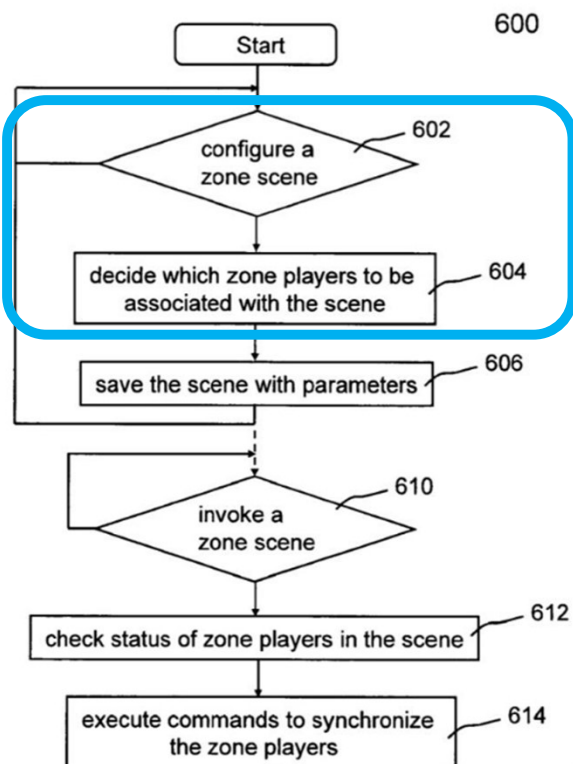 600
Start
602
configure a
zone scene
decide which zone players to be
associated with the scene
604
606
save the scene with parameters
610
invoke a
zone scene
612
check status of zone players in the scene
execute commands to synchronize
the zone players
614